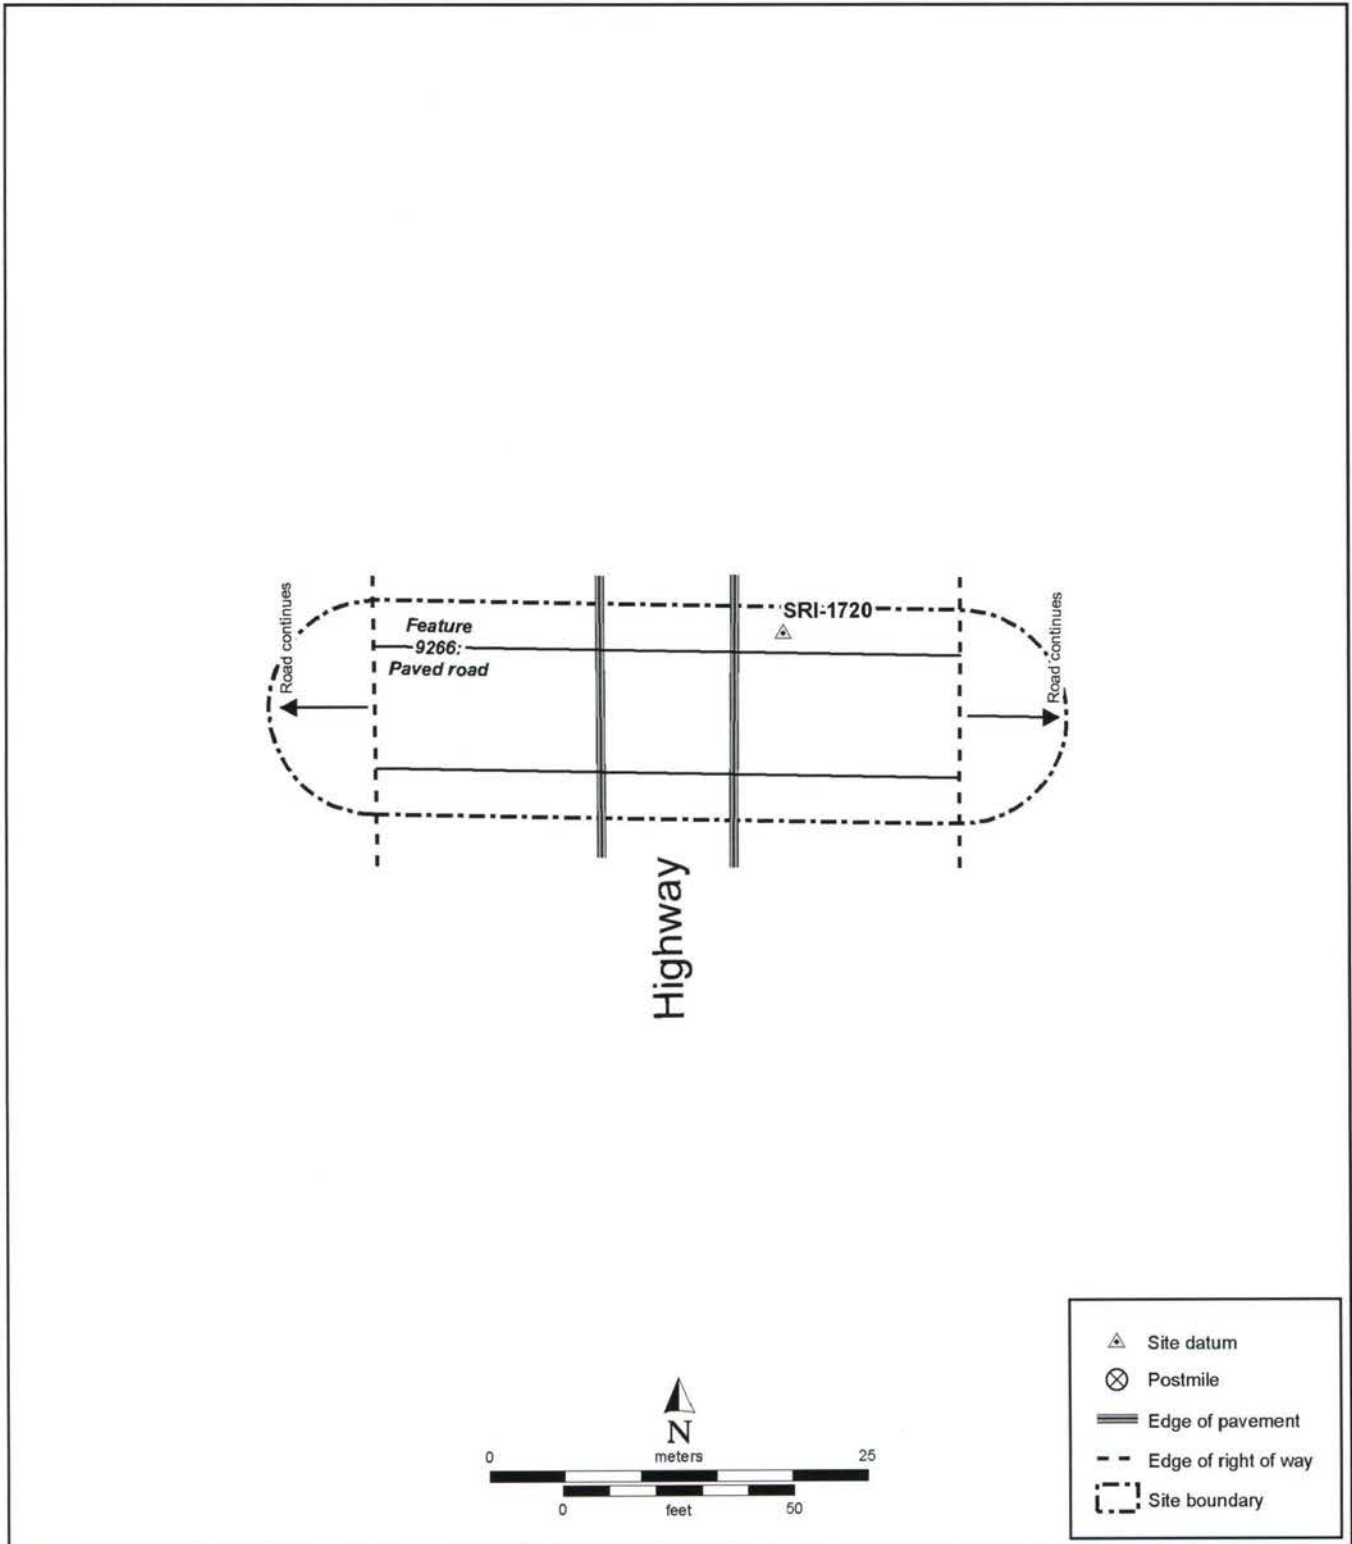 Road continues
Feature
9266:
Paved road
SRI-1720
Road continues
Highway
N
meters
0
25
0
feet
50
Site datum
Postmile
Edge of pavement
Edge of right of way
Site boundary